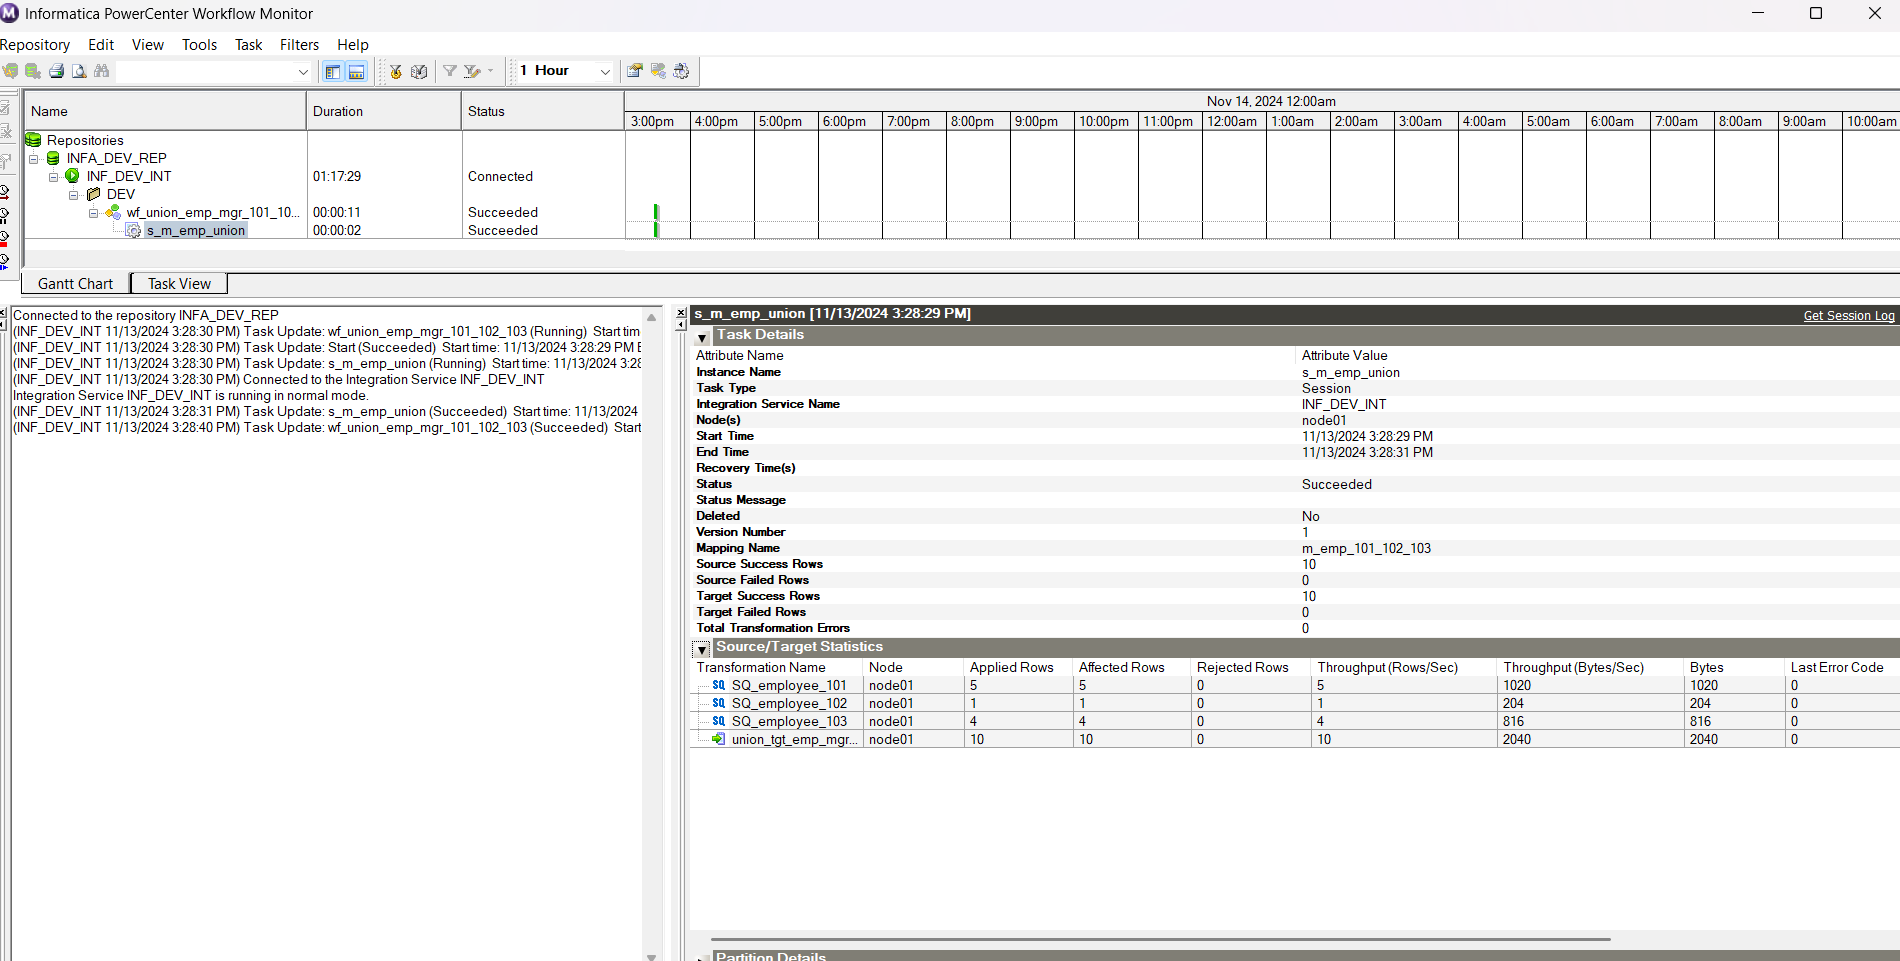 Informatica PowerCenter Workflow Monitor
Repository Edit View Tools Task Filters Help
1 Hour
Name Duration Status
Nov 14, 2024 12:00am
3:00pm 4:00pm 5:00pm 6:00pm 7:00pm 8:00pm 9:00pm 10:00pm 11:00pm 12:00am 1:00am 2:00am 3:00am 4:00am 5:00am 6:00am 7:00am 8:00am 9:00am 10:00am
Repositories
INFA_DEV_REP
INF_DEV_INT 01:17:29 Connected
DEV
wf_union_emp_mgr_101_10... 00:00:11 Succeeded
s_m_emp_union 00:00:02 Succeeded
Gantt Chart Task View
Connected to the repository INFA_DEV_REP
(INF_DEV_INT 11/13/2024 3:28:30 PM) Task Update: wf_union_emp_mgr_101_102_103 (Running) Start tim
(INF_DEV_INT 11/13/2024 3:28:30 PM) Task Update: Start (Succeeded) Start time: 11/13/2024 3:28:29 PM E
(INF_DEV_INT 11/13/2024 3:28:30 PM) Task Update: s_m_emp_union (Running) Start time: 11/13/2024 3:28
(INF_DEV_INT 11/13/2024 3:28:30 PM) Connected to the Integration Service INF_DEV_INT
Integration Service INF_DEV_INT is running in normal mode.
(INF_DEV_INT 11/13/2024 3:28:31 PM) Task Update: s_m_emp_union (Succeeded) Start time: 11/13/2024
(INF_DEV_INT 11/13/2024 3:28:40 PM) Task Update: wf_union_emp_mgr_101_102_103 (Succeeded) Start
s_m_emp_union [11/13/2024 3:28:29 PM] Get Session Log
Task Details
Attribute Name Attribute Value
Instance Name s_m_emp_union
Task Type Session
Integration Service Name INF_DEV_INT
Node(s) node01
Start Time 11/13/2024 3:28:29 PM
End Time 11/13/2024 3:28:31 PM
Recovery Time(s)
Status Succeeded
Status Message
Deleted No
Version Number 1
Mapping Name m_emp_101_102_103
Source Success Rows 10
Source Failed Rows 0
Target Success Rows 10
Target Failed Rows 0
Total Transformation Errors 0
Source/Target Statistics
Transformation Name Node Applied Rows Affected Rows Rejected Rows Throughput (Rows/Sec) Throughput (Bytes/Sec) Bytes Last Error Code
SQ SQ_employee_101 node01 5 5 0 5 1020 1020 0
SQ SQ_employee_102 node01 1 1 0 1 204 204 0
SQ SQ_employee_103 node01 4 4 0 4 816 816 0
union_tgt_emp_mgr... node01 10 10 0 10 2040 2040 0
Partition Details